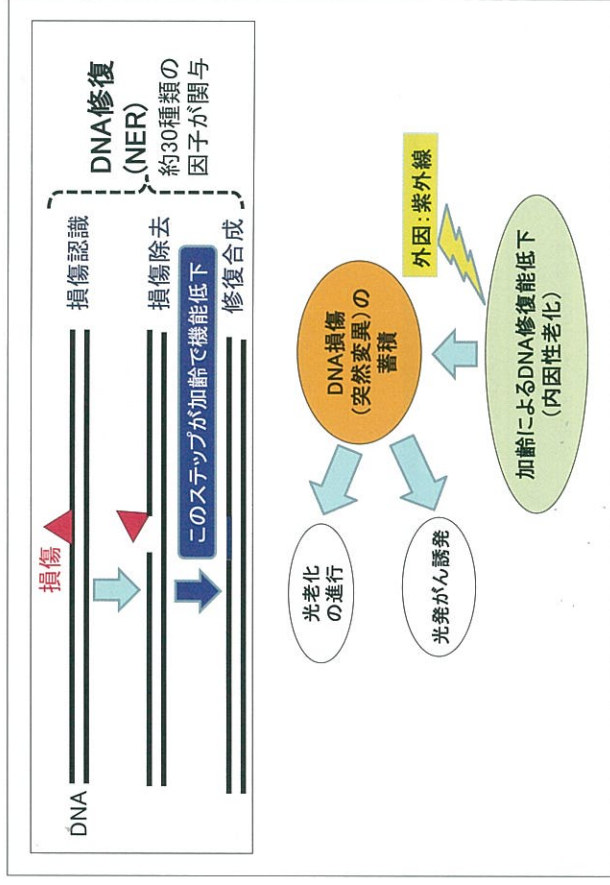 DNA
損傷
損傷認識
損傷除去
このステップが加齢で機能低下
修復合成
DNA修復
(NER)
約30種類の
因子が関与
光老化
の進行
光発がん誘発
DNA損傷
(突然変異)の
蓄積
外因:紫外線
加齢によるDNA修復能低下
(内因性老化)